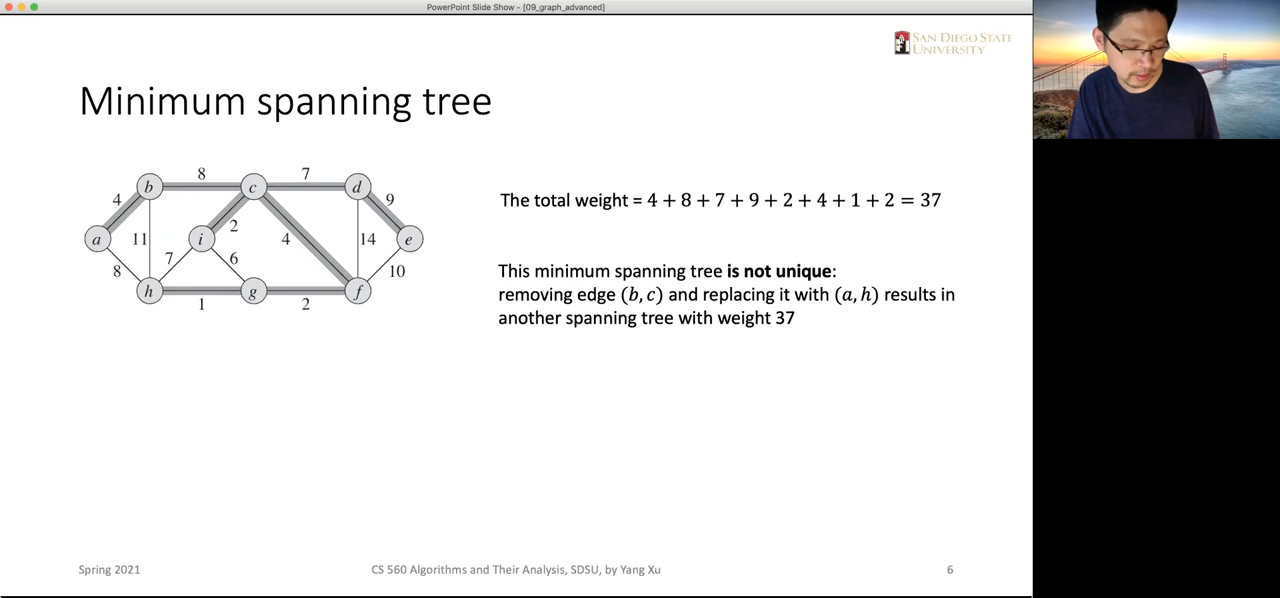 PowerPoint Slide Show - [09_graph_advanced]
SAN DIEGO STATE
UNIVERSITY
Minimum spanning tree
8
7
b
c
d
4
9
2
a
11
i
4
14
e
8
7
6
10
h
g
f
1
2
The total weight = 4 + 8 + 7 + 9 + 2 + 4 + 1 + 2 = 37
This minimum spanning tree is not unique:
removing edge (b, c) and replacing it with (a, h) results in
another spanning tree with weight 37
Spring 2021
CS 560 Algorithms and Their Analysis, SDSU, by Yang Xu
6